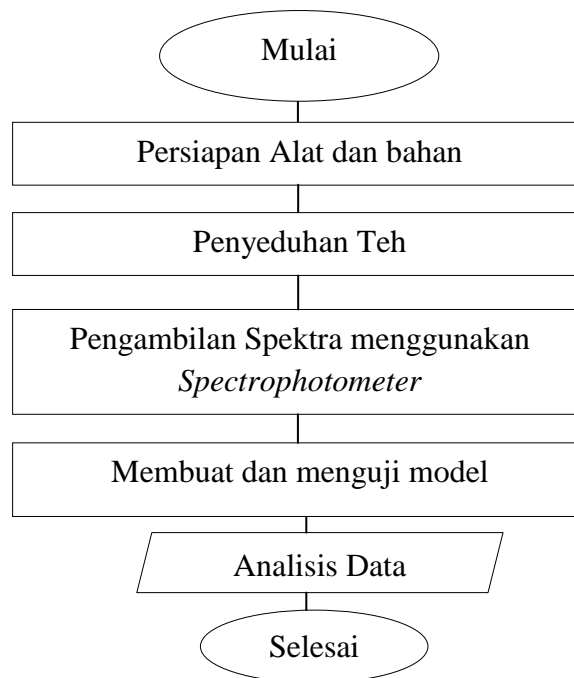 Mulai
Persiapan Alat dan bahan
Penyeduhan Teh
Pengambilan Spektra menggunakan
Spectrophotometer
Membuat dan menguji model
Analisis Data
Selesai